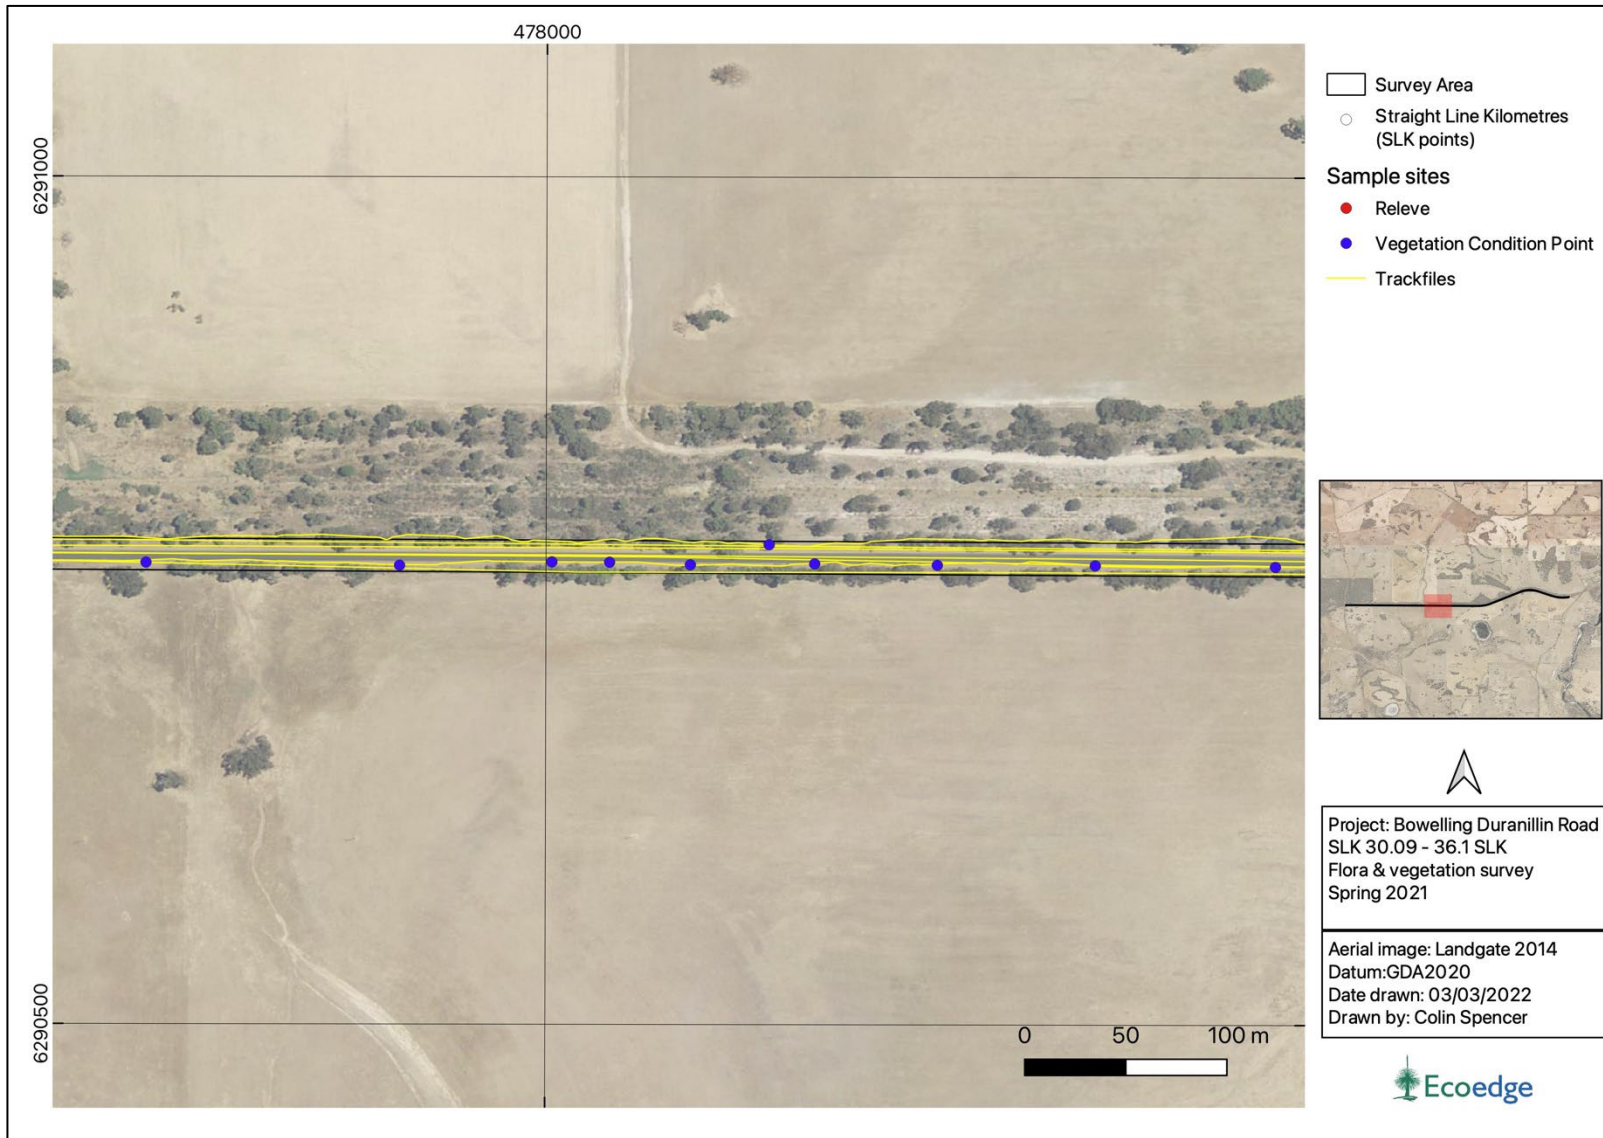 478000
6291000
6290500
0 50 100 m
Survey Area
Straight Line Kilometres
(SLK points)
Sample sites
Releve
Vegetation Condition Point
Trackfiles
Project: Bowelling Duranillin Road
SLK 30.09 - 36.1 SLK
Flora & vegetation survey
Spring 2021
Aerial image: Landgate 2014
Datum:GDA2020
Date drawn: 03/03/2022
Drawn by: Colin Spencer
Ecoedge